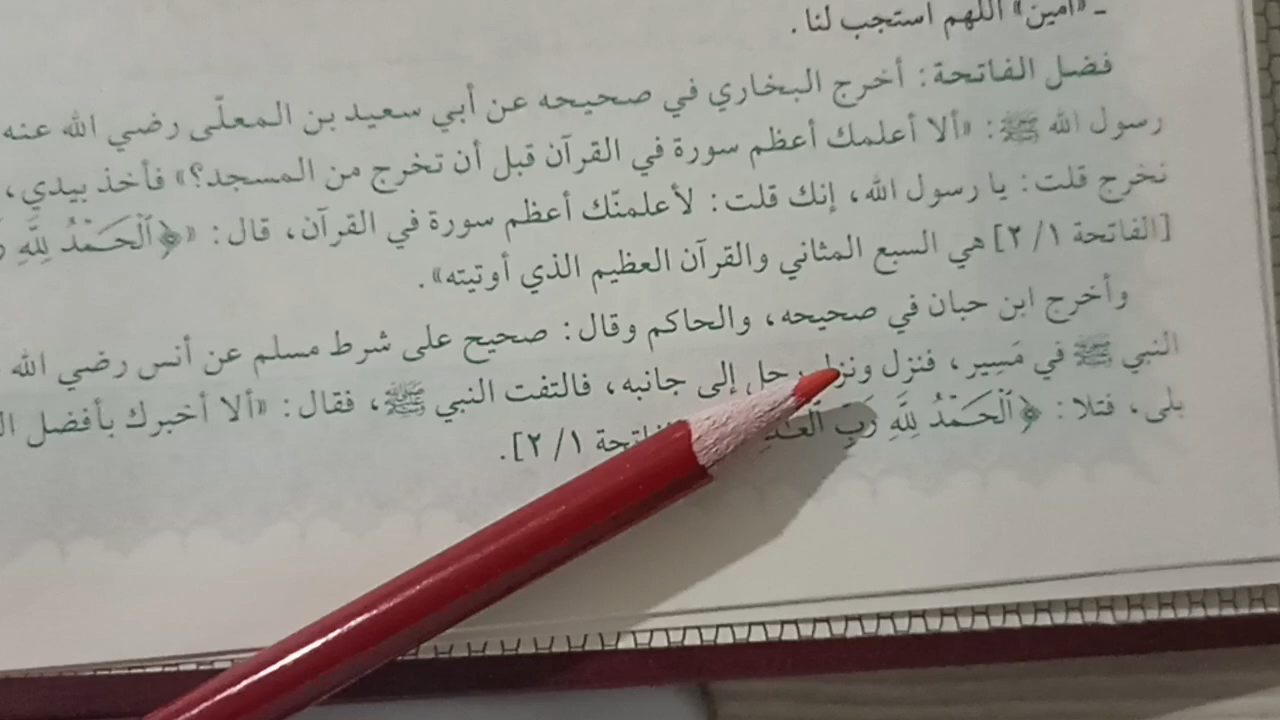 ـ «آمين» اللهم استجب لنا.
فضل الفاتحة: أخرج البخاري في صحيحه عن أبي سعيد بن المعلّى رضي الله عنه
رسول الله ﷺ: «ألا أعلمك أعظم سورة في القرآن قبل أن تخرج من المسجد؟» فأخذ بيدي،
نخرج قلت: يا رسول الله، إنك قلت: لأعلمنّك أعظم سورة في القرآن، قال: «﴿ٱلْحَمْدُ لِلَّهِ
[الفاتحة ١/ ٢] هي السبع المثاني والقرآن العظيم الذي أوتيته».
وأخرج ابن حبان في صحيحه، والحاكم وقال: صحيح على شرط مسلم عن أنس رضي الله
النبي ﷺ في مَسِير، فنزل رجل إلى جانبه، فالتفت النبي ﷺ، فقال: «ألا أخبرك بأفضل
بلى، فتلا: ﴿ٱلْحَمْدُ لِلَّهِ رَبِّ ١/ ٢].